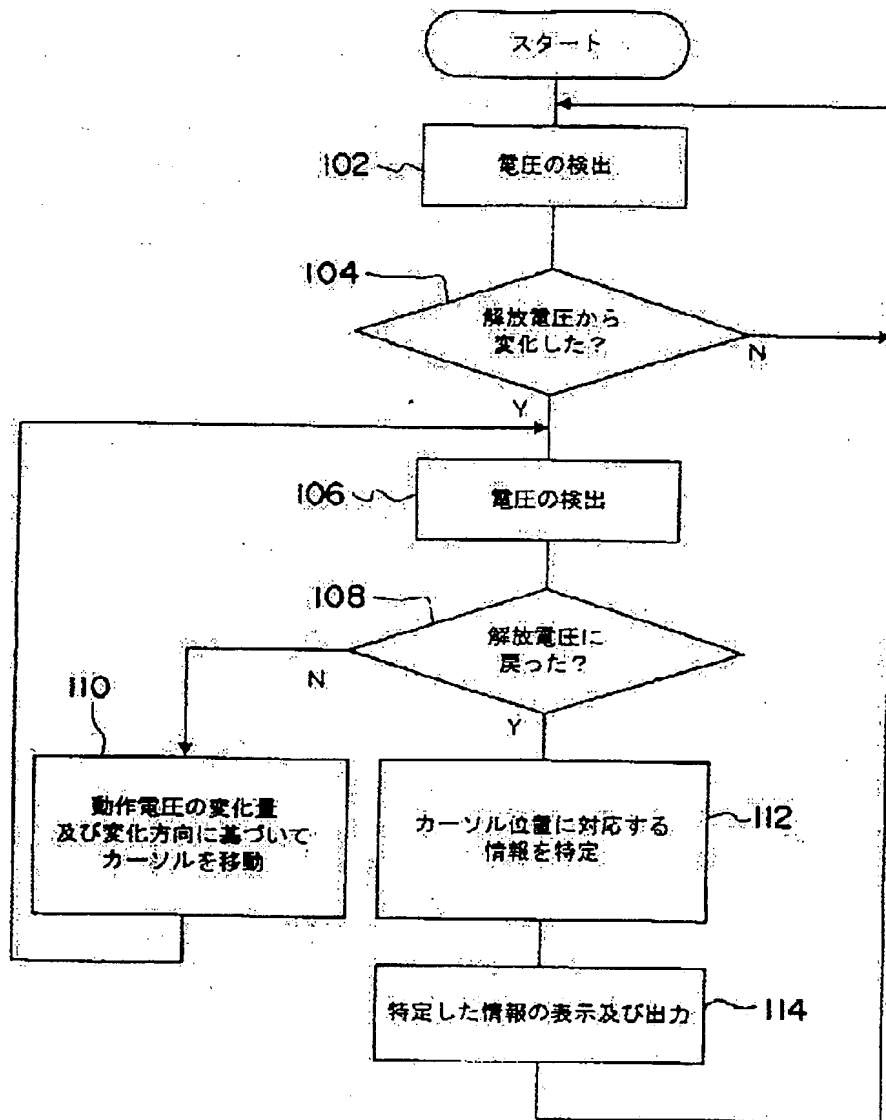 スタート
102
電圧の検出
104
解放電圧から
変化した？
N
Y
106
電圧の検出
108
解放電圧に
戻った？
N
Y
110
動作電圧の変化量
及び変化方向に基づいて
カーソルを移動
カーソル位置に対応する
情報を特定
112
特定した情報の表示及び出力
114